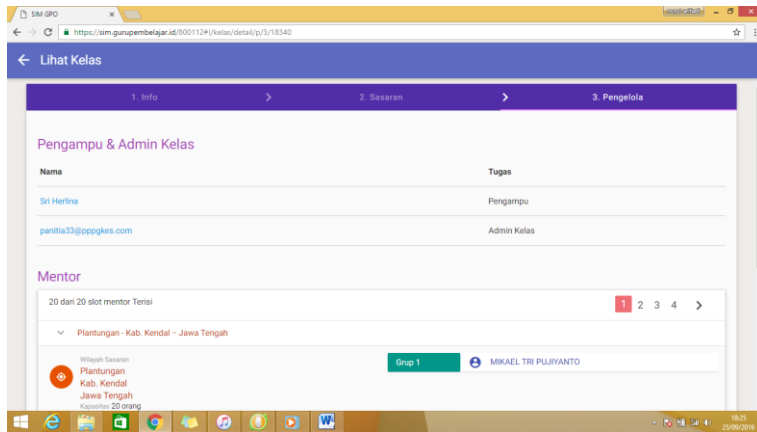 SIM GPO
https://sim.gurupembelajar.id/800112#!/kelas/detail/p/3/18340
Lihat Kelas
1. Info > 2. Sasaran > 3. Pengelola
Pengampu & Admin Kelas
Nama Tugas
Sri Herlina Pengampu
panitia33@pppgkes.com Admin Kelas
Mentor
20 dari 20 slot mentor Terisi 1 2 3 4 >
Plantungan - Kab. Kendal - Jawa Tengah
Wilayah Sasaran
Plantungan
Kab. Kendal
Jawa Tengah
Kapasitas 20 orang
Grup 1 MIKAEL TRI PUJIYANTO
18:25
25/09/2016